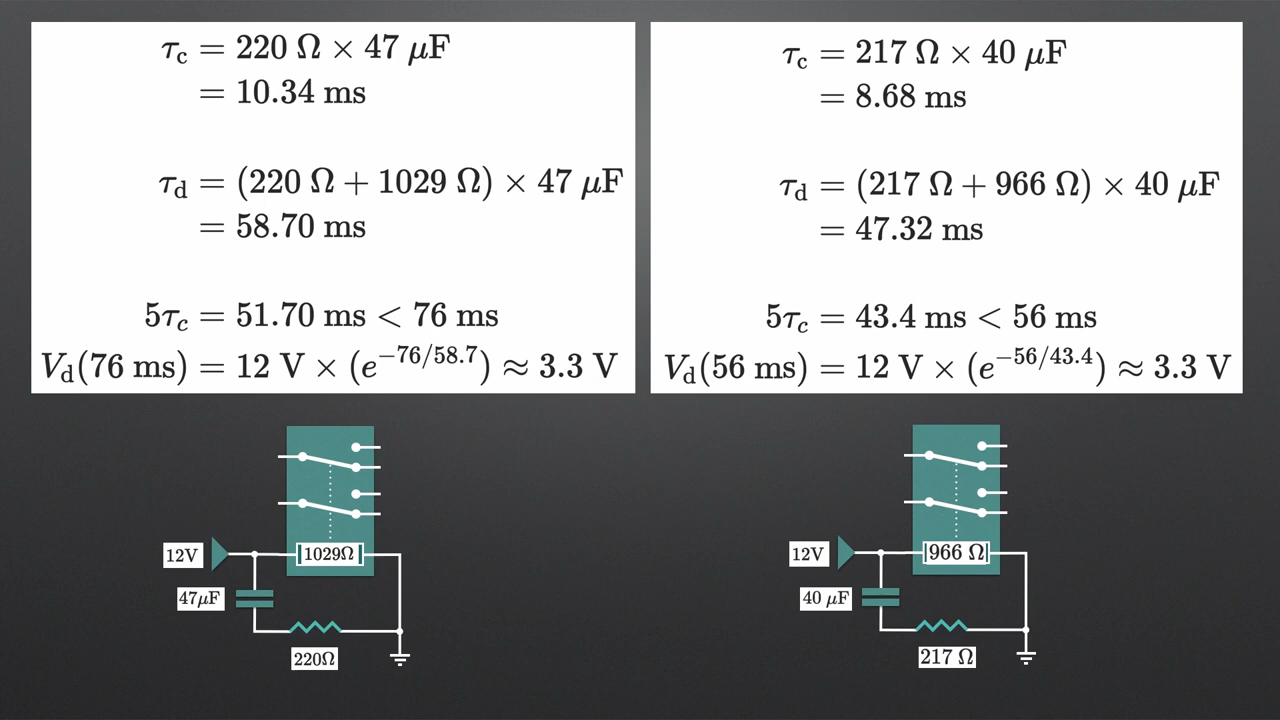 τc = 220 Ω × 47 μF
= 10.34 ms
τd = (220 Ω + 1029 Ω) × 47 μF
= 58.70 ms
5τc = 51.70 ms < 76 ms
Vd(76 ms) = 12 V × (e^−76/58.7) ≈ 3.3 V
τc = 217 Ω × 40 μF
= 8.68 ms
τd = (217 Ω + 966 Ω) × 40 μF
= 47.32 ms
5τc = 43.4 ms < 56 ms
Vd(56 ms) = 12 V × (e^−56/43.4) ≈ 3.3 V
12V
1029Ω
47μF
220Ω
12V
966 Ω
40 μF
217 Ω